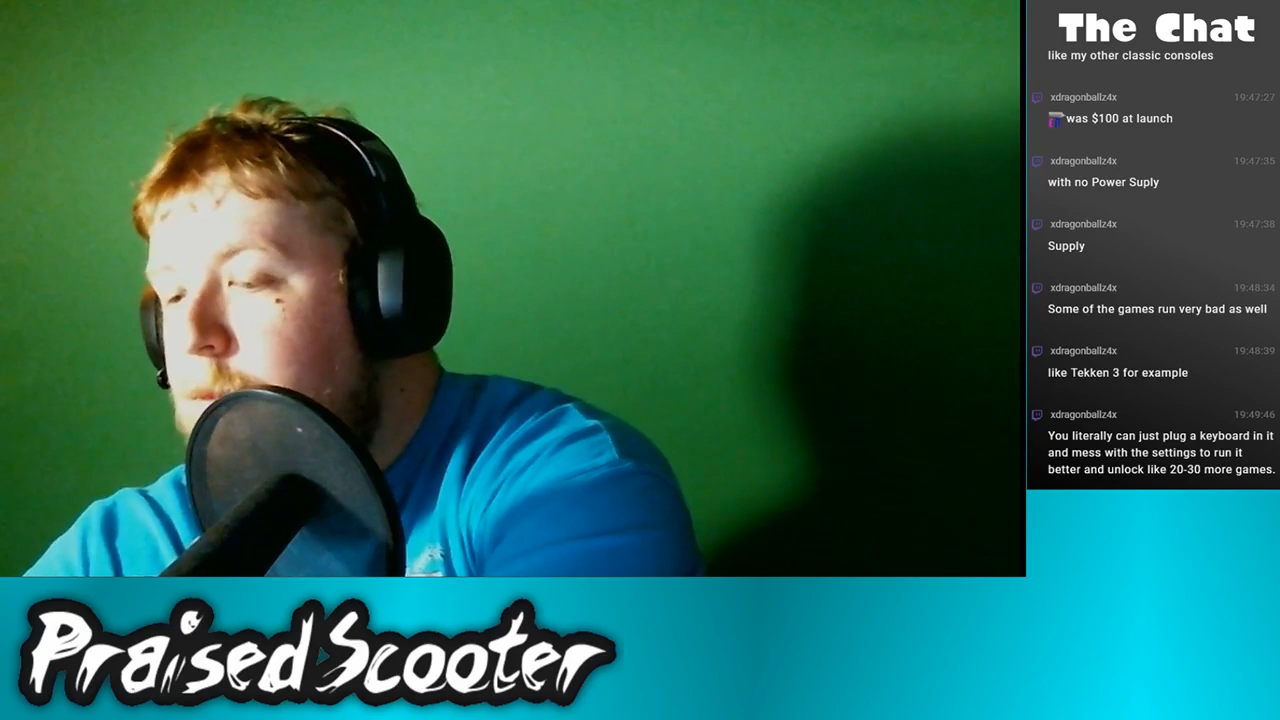 The Chat
like my other classic consoles
xdragonballz4x 19:47:27
was $100 at launch
xdragonballz4x 19:47:35
with no Power Suply
xdragonballz4x 19:47:38
Supply
xdragonballz4x 19:48:34
Some of the games run very bad as well
xdragonballz4x 19:48:39
like Tekken 3 for example
xdragonballz4x 19:49:46
You literally can just plug a keyboard in it
and mess with the settings to run it
better and unlock like 20-30 more games.
PraisedScooter